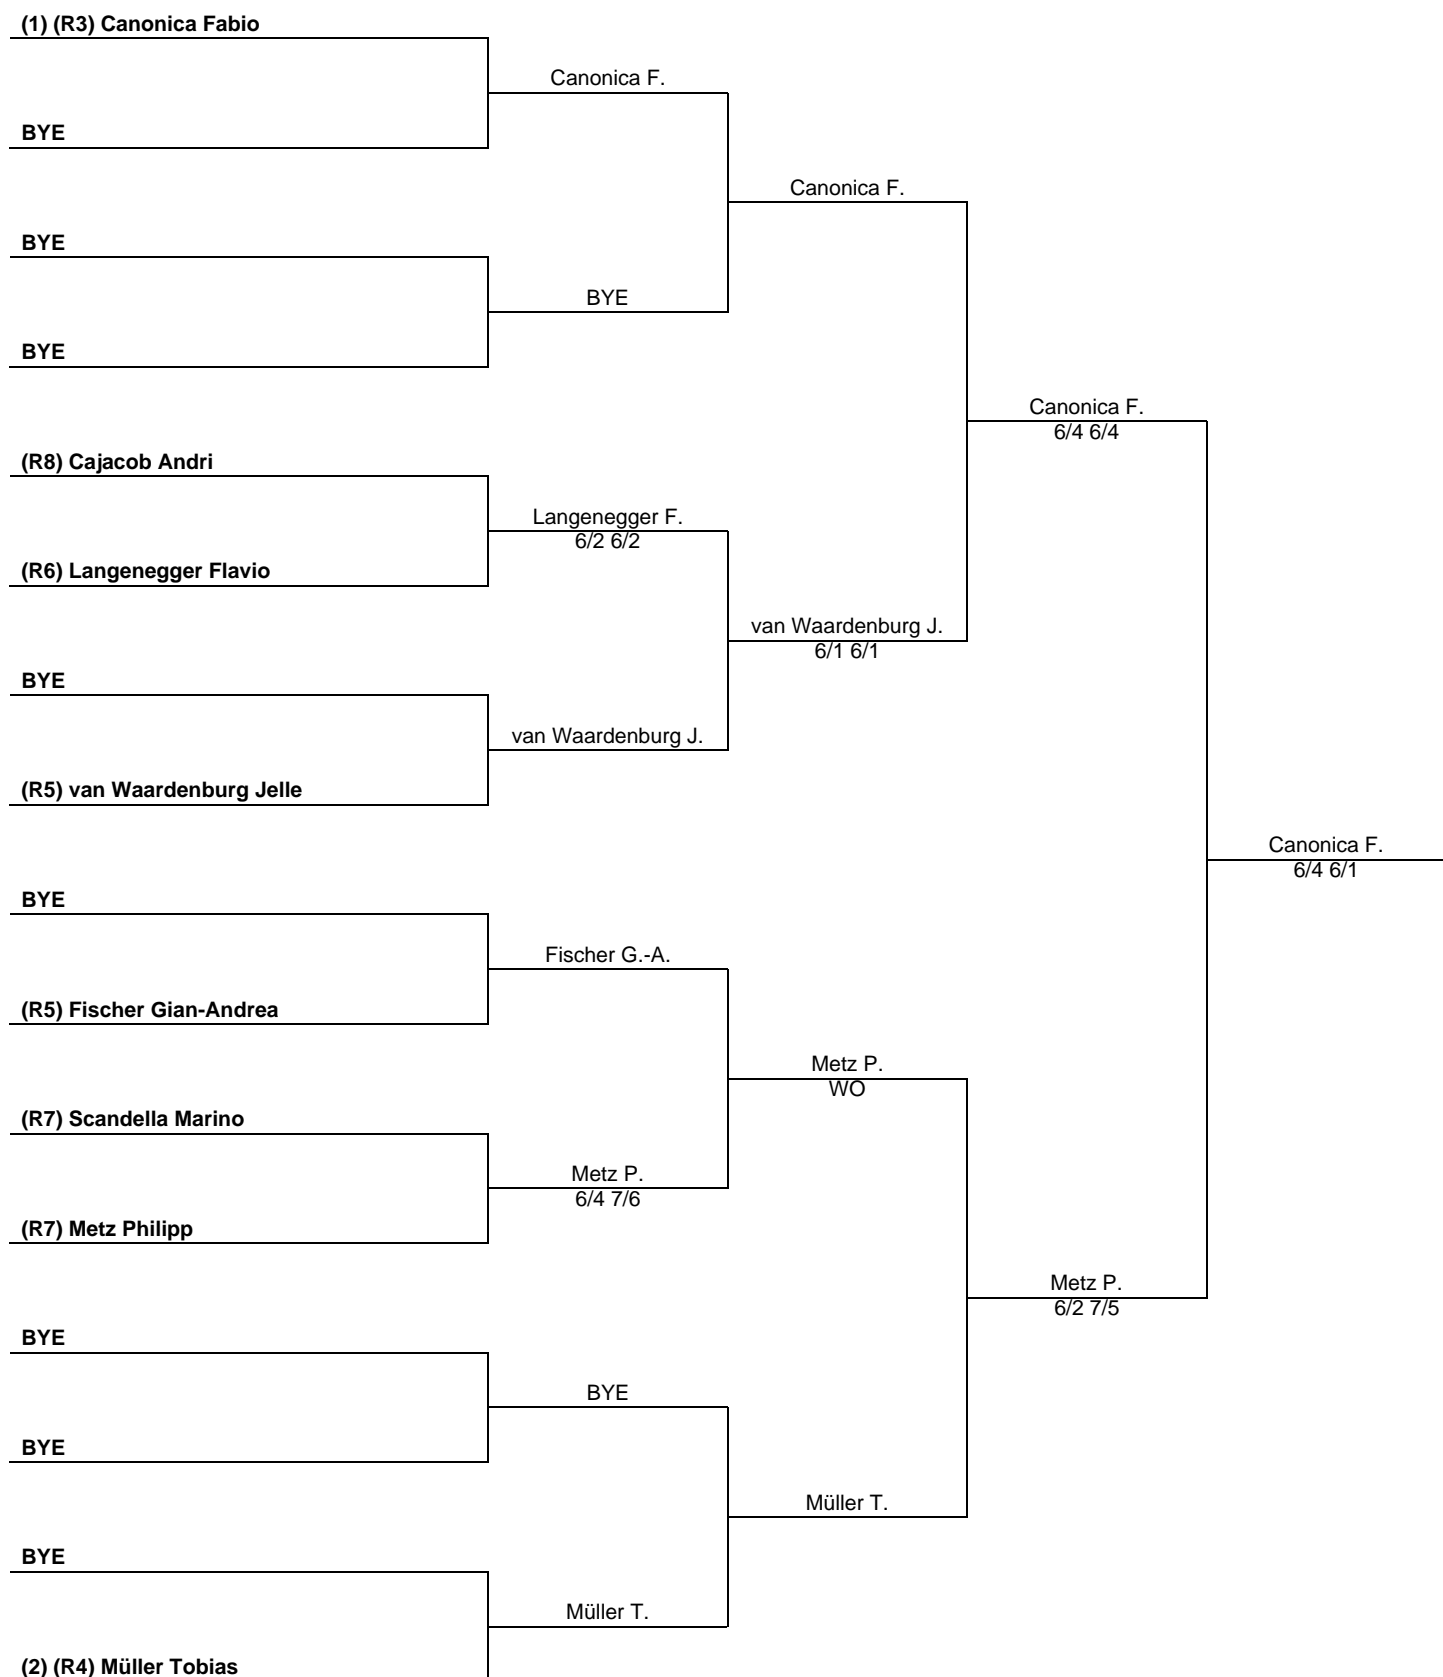 (1) (R3) Canonica Fabio
Canonica F.
BYE
Canonica F.
BYE
BYE
BYE
Canonica F.
6/4 6/4
(R8) Cajacob Andri
Langenegger F.
6/2 6/2
(R6) Langenegger Flavio
van Waardenburg J.
6/1 6/1
BYE
van Waardenburg J.
(R5) van Waardenburg Jelle
Canonica F.
6/4 6/1
BYE
Fischer G.-A.
(R5) Fischer Gian-Andrea
Metz P.
WO
(R7) Scandella Marino
Metz P.
6/4 7/6
(R7) Metz Philipp
Metz P.
6/2 7/5
BYE
BYE
BYE
Müller T.
BYE
Müller T.
(2) (R4) Müller Tobias